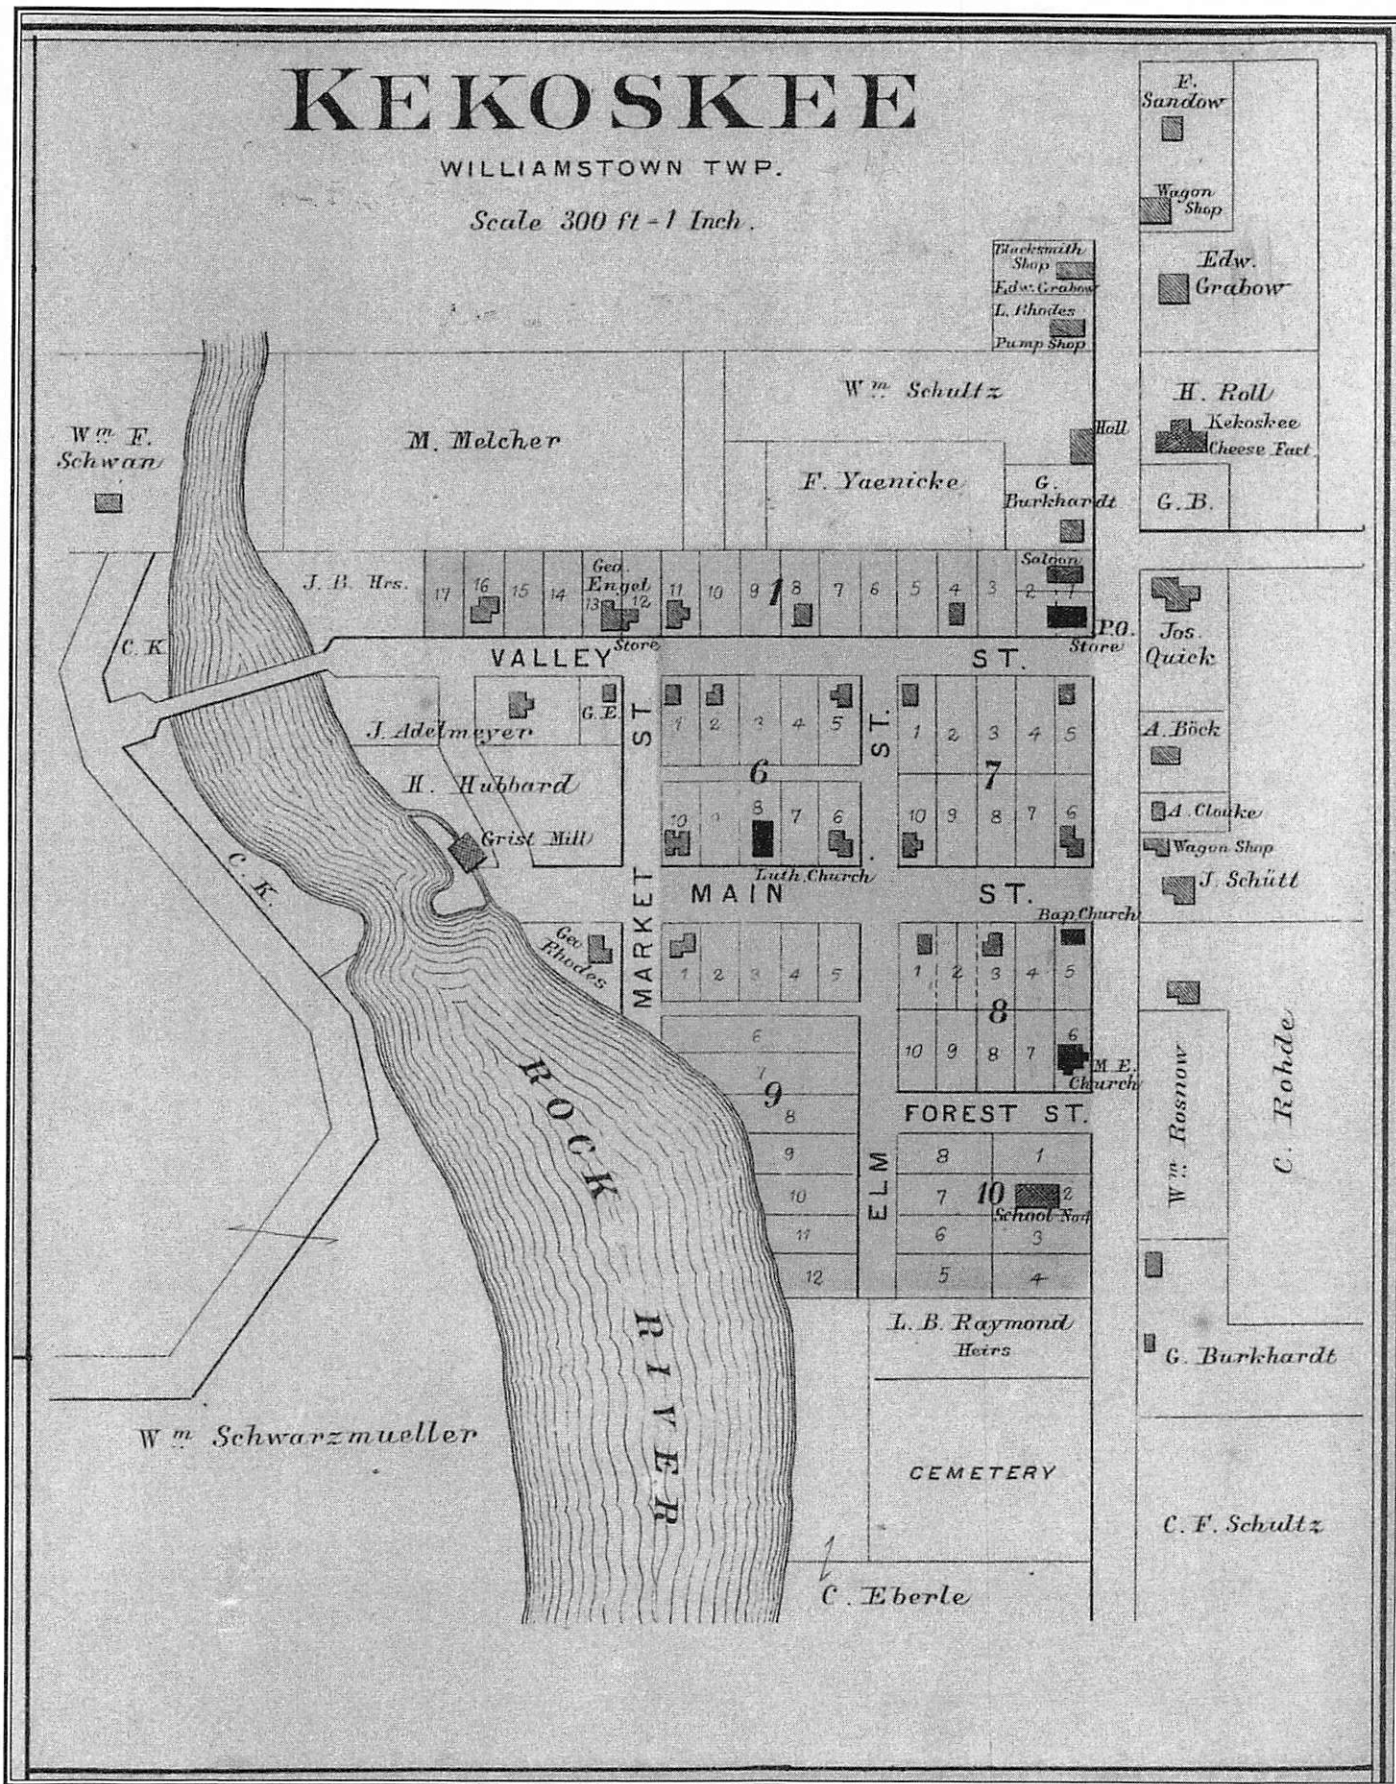 KEKOSKEE
WILLIAMSTOWN TWP.
Scale 300 ft - 1 Inch.
F.
Sandow
Wagon
Shop
Edw.
Grabow
Blacksmith
Shop
Edw. Grabow
L. Rhodes
Pump Shop
Wm Schultz
H. Roll
Kekoskee
Cheese Fact
Hall
Wm F.
Schwan
M. Melcher
F. Yaenicke
G.
Burkhardt
G. B.
J. B. Hrs.
17 16 15 14
Geo.
Engel
13 12
11 10 9 1 8 7 6 5 4 3 2 1
Saloon
P.O.
Store
Store
C. K.
VALLEY ST.
Jos.
Quick
J. Adelmeyer
G. E.
MARKET ST
1 2 3 4 5
6
10 9 8 7 6
ST.
1 2 3 4 5
7
10 9 8 7 6
A. Böck
A. Clouke
Wagon Shop
J. Schütt
H. Hubbard
Grist Mill
C. K.
Luth. Church
MAIN ST.
Bap Church
Geo
Rhodes
1 2 3 4 5
1 2 3 4 5
8
10 9 8 7 6
M. E.
Church
6
7
9
8
9
10
11
12
FOREST ST.
ELM
8 1
7 10 2
School No 4
6 3
5 4
Wm Rosnow
C. Rohde
ROCK RIVER
L. B. Raymond
Heirs
G. Burkhardt
Wm Schwarzmueller
CEMETERY
C. F. Schultz
C. Eberle